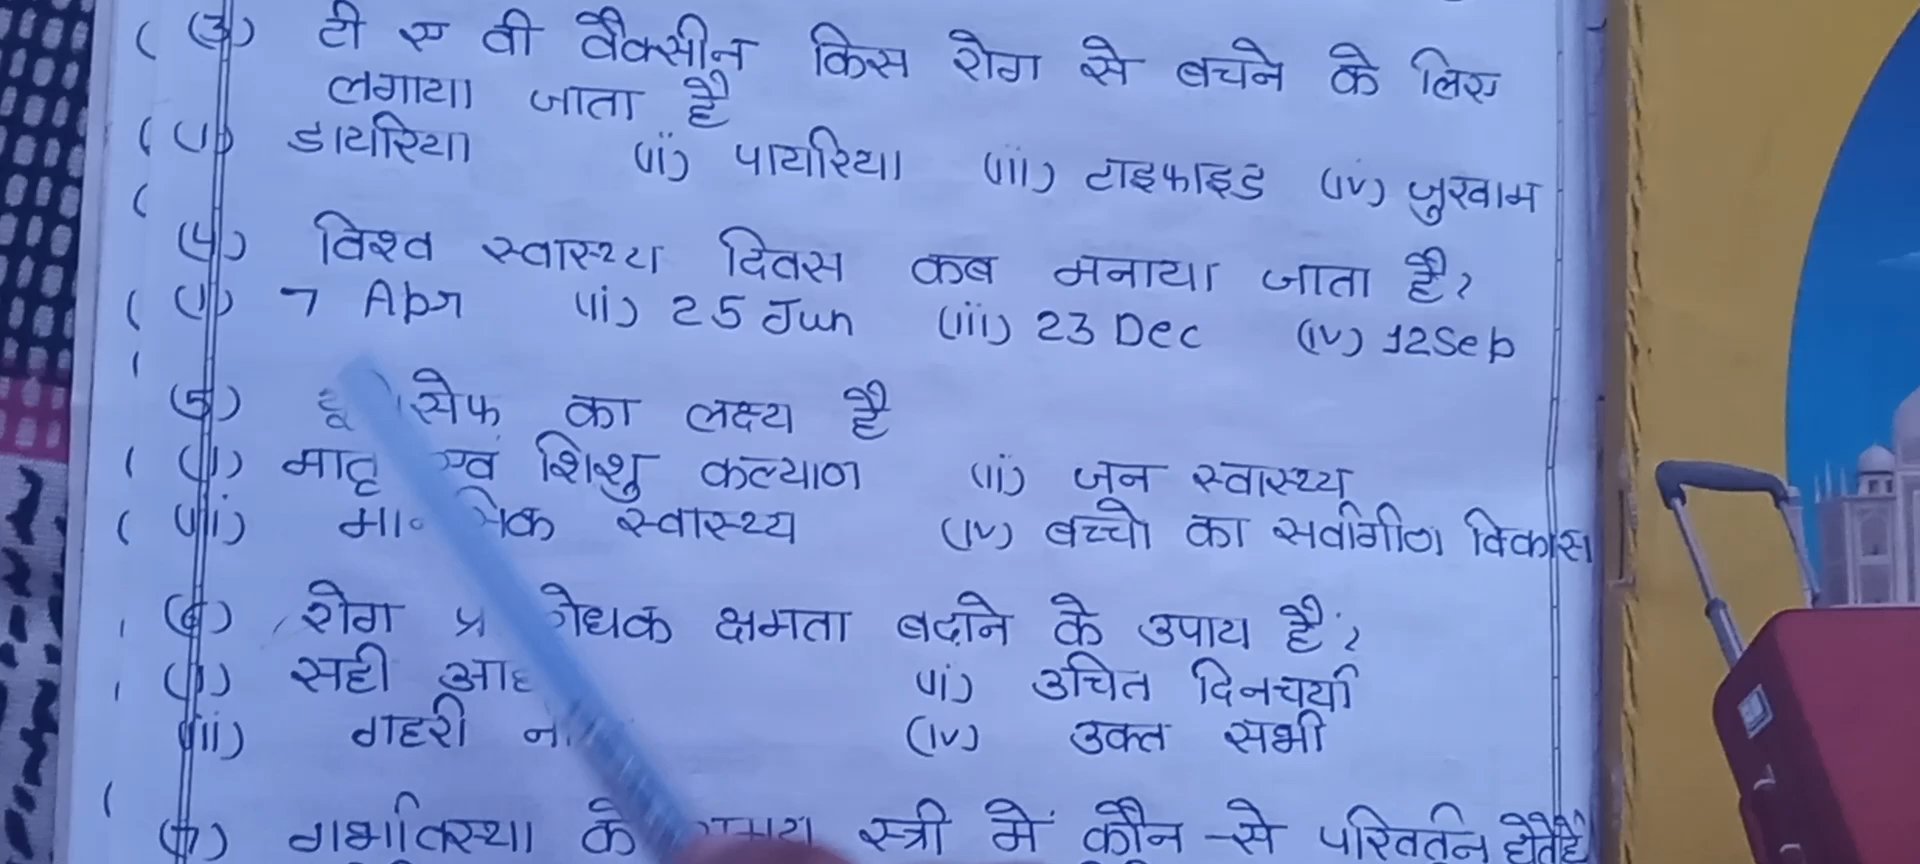 (3) टी ए वी वैक्सीन किस रोग से बचने के लिए
लगाया जाता है
(i) डायरिया (ii) पायरिया (iii) टाइफाइड (iv) जुखाम
(4) विश्व स्वास्थ्य दिवस कब मनाया जाता है?
(i) 7 Apr (ii) 25 Jun (iii) 23 Dec (iv) 12 Sep
(5) का लक्ष्य है
(i) मातृ एवं शिशु कल्याण (ii) जन स्वास्थ्य
(iii) स्वास्थ्य (iv) बच्चो का सर्वागीण विकास
(6) रोग क्षमता बढाने के उपाय है?
(i) सही (ii) उचित दिनचर्या
(iii) गहरी (iv) उक्त सभी
(7) गर्भावस्था के स्त्री में कौन-से परिवर्तन होते है